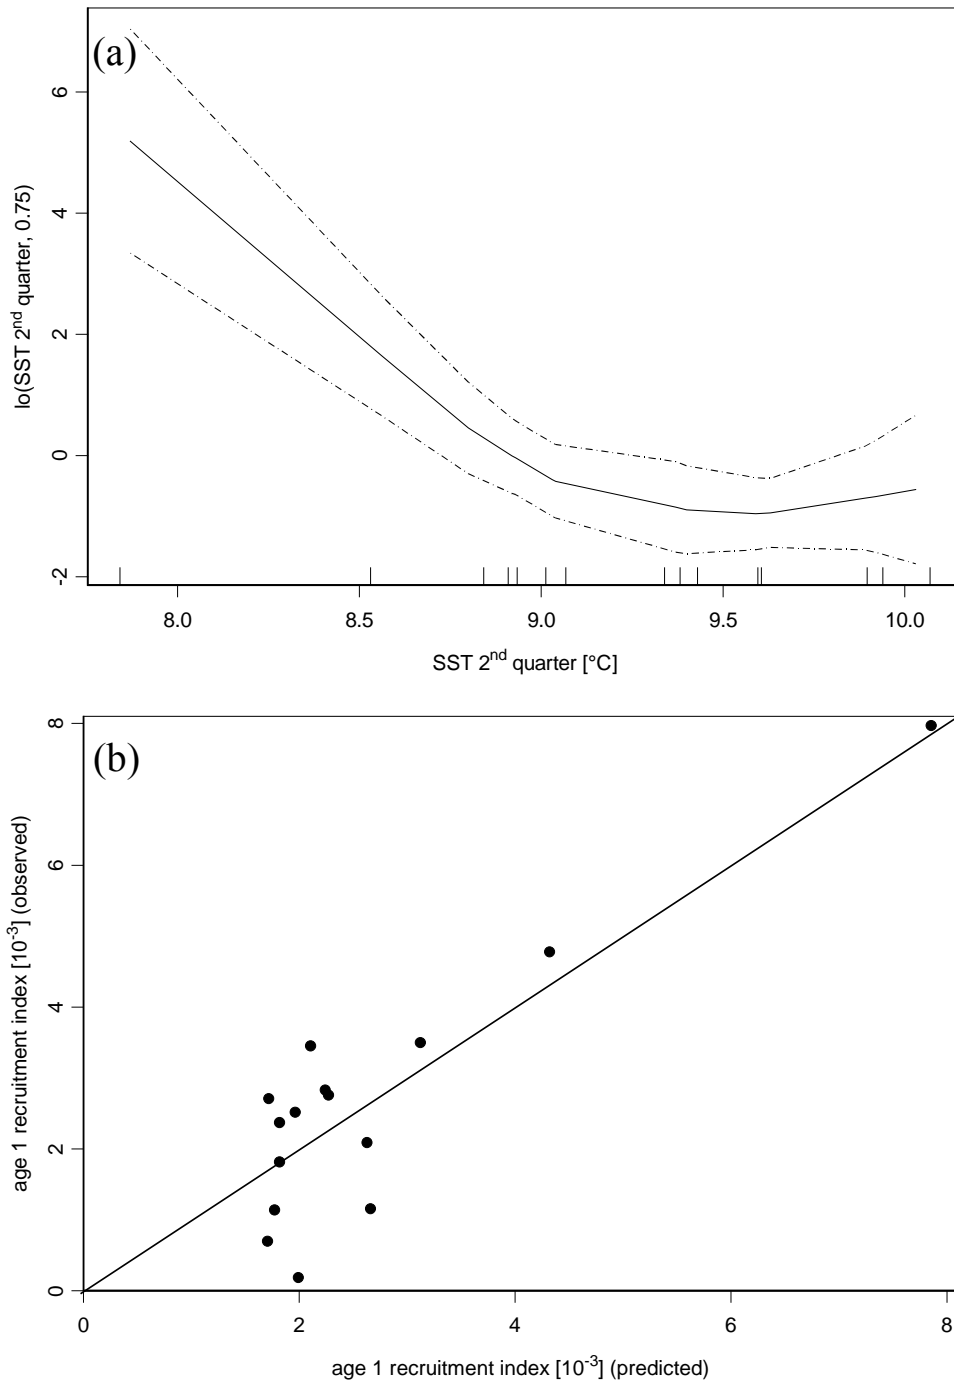 (a)
6
4
2
0
-2
lo(SST 2nd quarter, 0.75)
8.0 8.5 9.0 9.5 10.0
SST 2nd quarter [°C]
(b)
8
6
4
2
0
age 1 recruitment index [10-3] (observed)
0 2 4 6 8
age 1 recruitment index [10-3] (predicted)